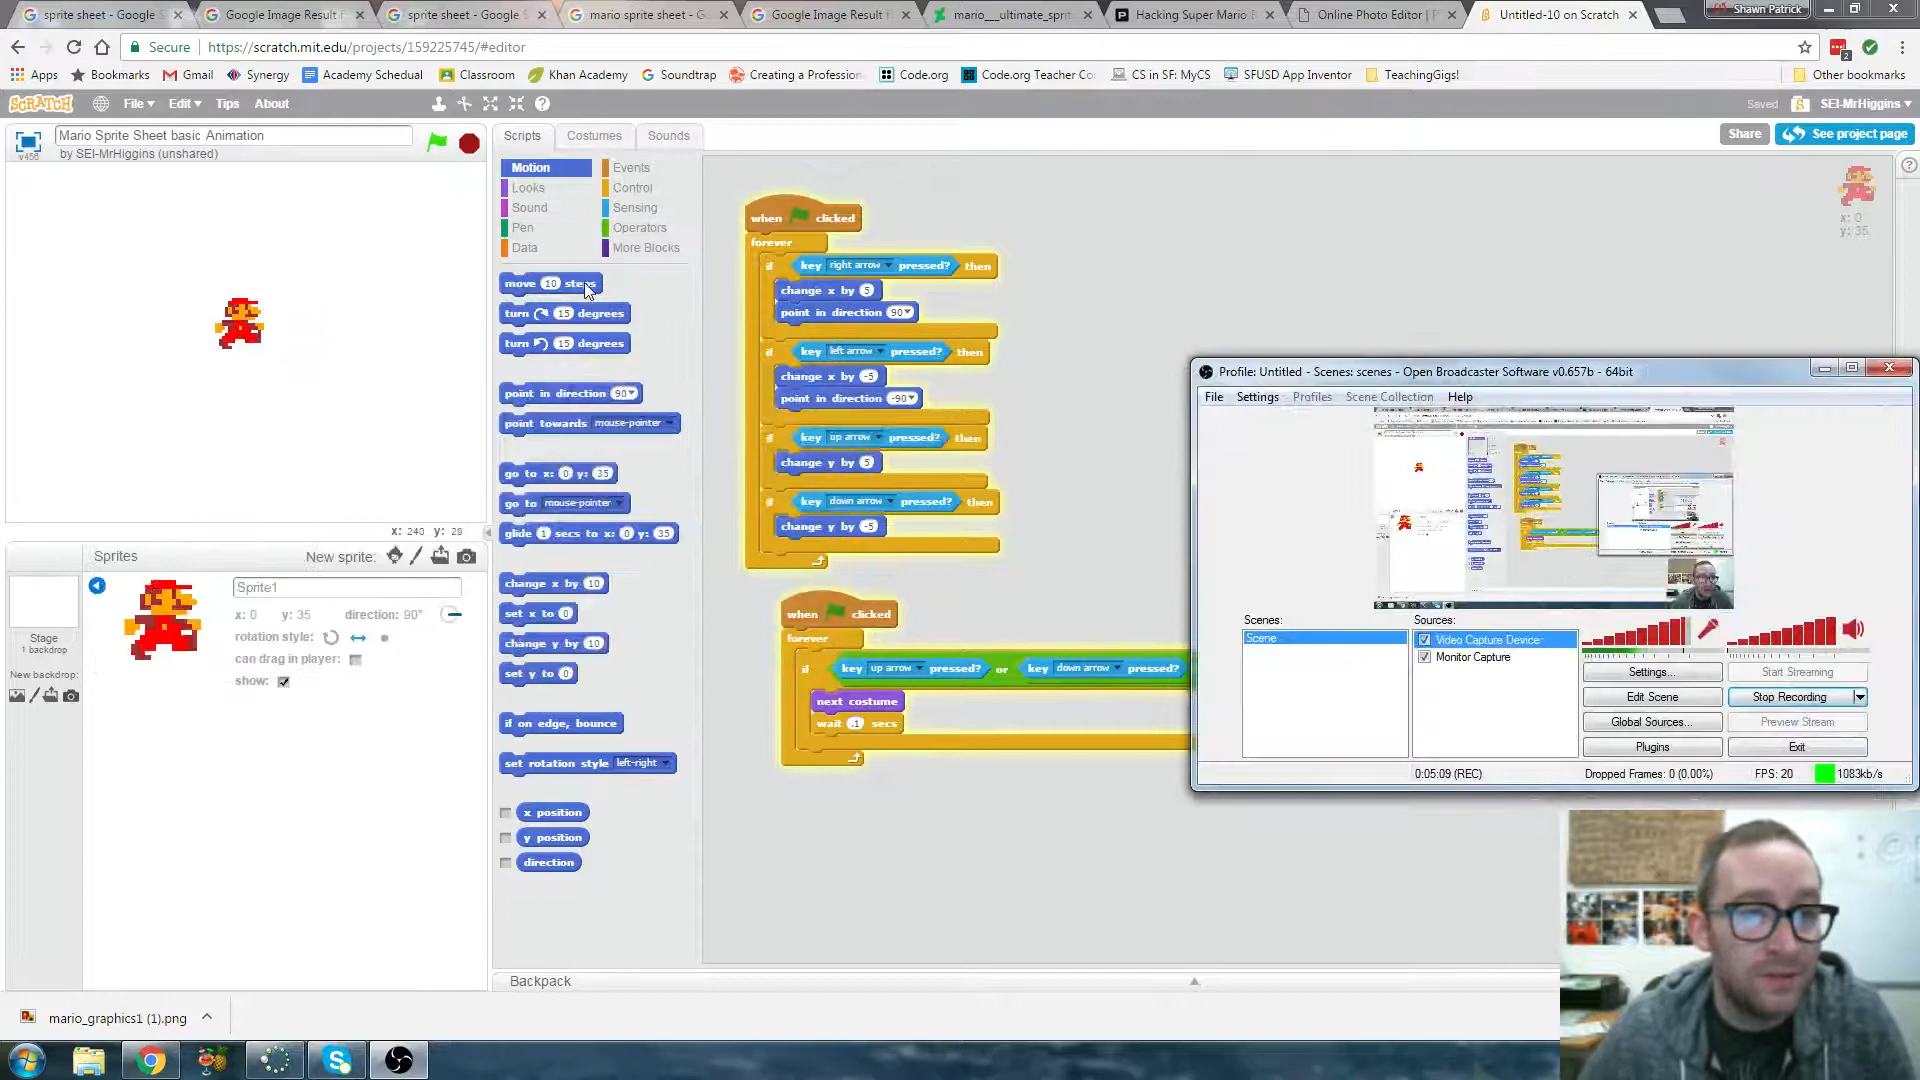 sprite sheet - Google S
Google Image Result f
sprite sheet - Google S
mario sprite sheet - Go
Google Image Result f
mario___ultimate_spri
Hacking Super Mario B
Online Photo Editor | P
Untitled-10 on Scratch
Shawn Patrick
Secure
https://scratch.mit.edu/projects/159225745/#editor
2
Apps
Bookmarks
Gmail
Synergy
Academy Schedual
Classroom
Khan Academy
Soundtrap
Creating a Profession
Code.org
Code.org Teacher Co
CS in SF: MyCS
SFUSD App Inventor
TeachingGigs!
Other bookmarks
SCRATCH
File
Edit
Tips
About
Saved
SEI-MrHiggins
Mario Sprite Sheet basic Animation
by SEI-MrHiggins (unshared)
v456
Scripts
Costumes
Sounds
Share
See project page
Motion
Events
Looks
Control
Sound
Sensing
Pen
Operators
Data
More Blocks
move 10 steps
turn 15 degrees
turn 15 degrees
point in direction 90
point towards mouse-pointer
go to x: 0 y: 35
go to mouse-pointer
glide 1 secs to x: 0 y: 35
change x by 10
set x to 0
change y by 10
set y to 0
if on edge, bounce
set rotation style left-right
x position
y position
direction
when clicked
forever
if key right arrow pressed? then
change x by 5
point in direction 90
if key left arrow pressed? then
change x by -5
point in direction -90
if key up arrow pressed? then
change y by 5
if key down arrow pressed? then
change y by -5
when clicked
forever
if key up arrow pressed? or key down arrow pressed?
next costume
wait .1 secs
x: 0
y: 35
x: 240 y: 29
Sprites
New sprite:
Stage
1 backdrop
New backdrop:
Sprite1
x: 0 y: 35 direction: 90°
rotation style:
can drag in player:
show:
Backpack
Profile: Untitled - Scenes: scenes - Open Broadcaster Software v0.657b - 64bit
File
Settings
Profiles
Scene Collection
Help
Scenes:
Scene
Sources:
Video Capture Device
Monitor Capture
Settings...
Start Streaming
Edit Scene
Stop Recording
Global Sources...
Preview Stream
Plugins
Exit
0:05:09 (REC)
Dropped Frames: 0 (0.00%)
FPS: 20
1083kb/s
mario_graphics1 (1).png